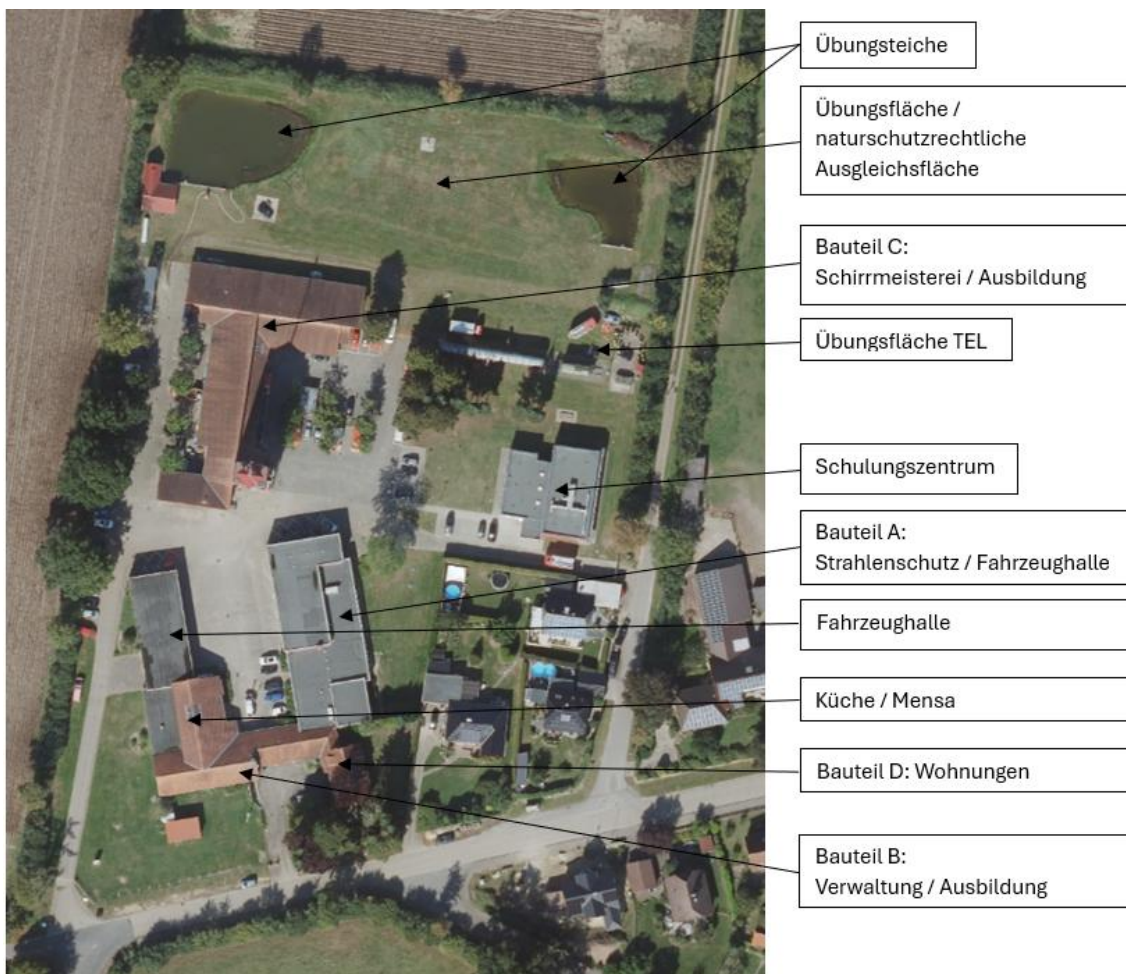 Übungsteiche
Übungsfläche /
naturschutzrechtliche
Ausgleichsfläche
Bauteil C:
Schirrmeisterei / Ausbildung
Übungsfläche TEL
Schulungszentrum
Bauteil A:
Strahlenschutz / Fahrzeughalle
Fahrzeughalle
Küche / Mensa
Bauteil D: Wohnungen
Bauteil B:
Verwaltung / Ausbildung